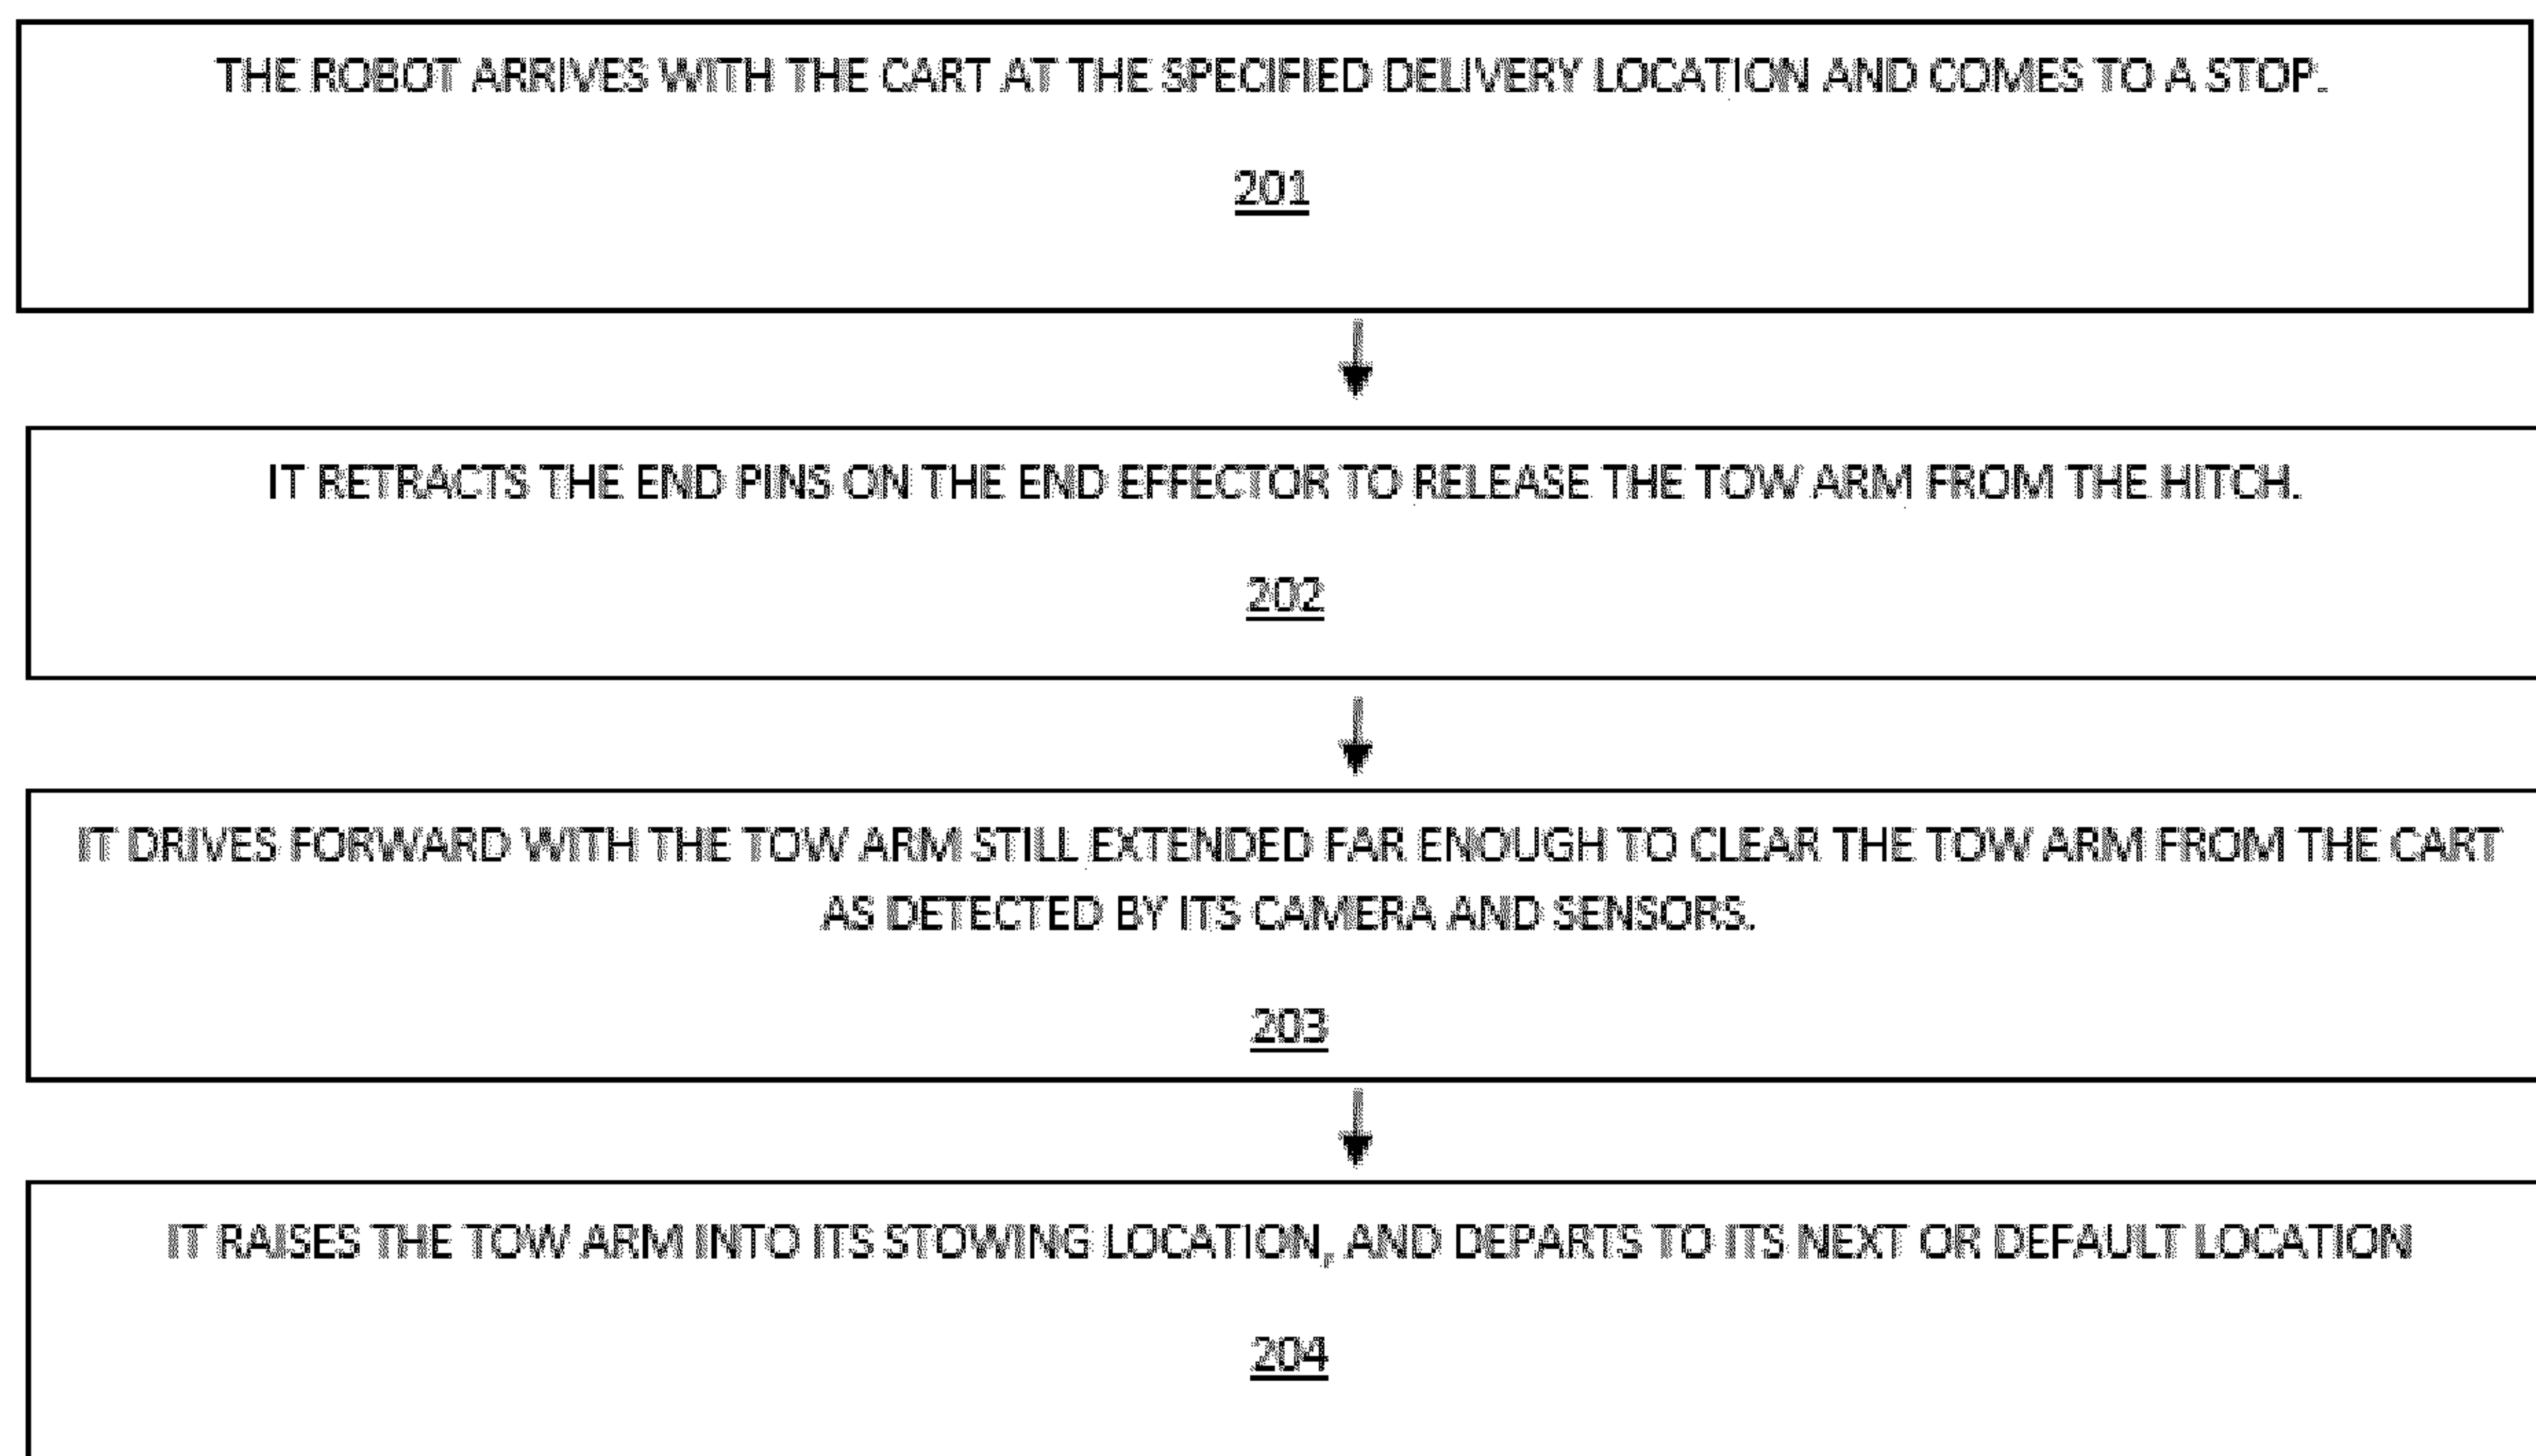 THE ROBOT ARRIVES WITH THE CART AT THE SPECIFIED DELIVERY LOCATION AND COMES TO A STOP.
201
IT RETRACTS THE END PINS ON THE END EFFECTOR TO RELEASE THE TOW ARM FROM THE HITCH.
202
IT DRIVES FORWARD WITH THE TOW ARM STILL EXTENDED FAR ENOUGH TO CLEAR THE TOW ARM FROM THE CART
AS DETECTED BY ITS CAMERA AND SENSORS.
203
IT RAISES THE TOW ARM INTO ITS STOWING LOCATION, AND DEPARTS TO ITS NEXT OR DEFAULT LOCATION
204